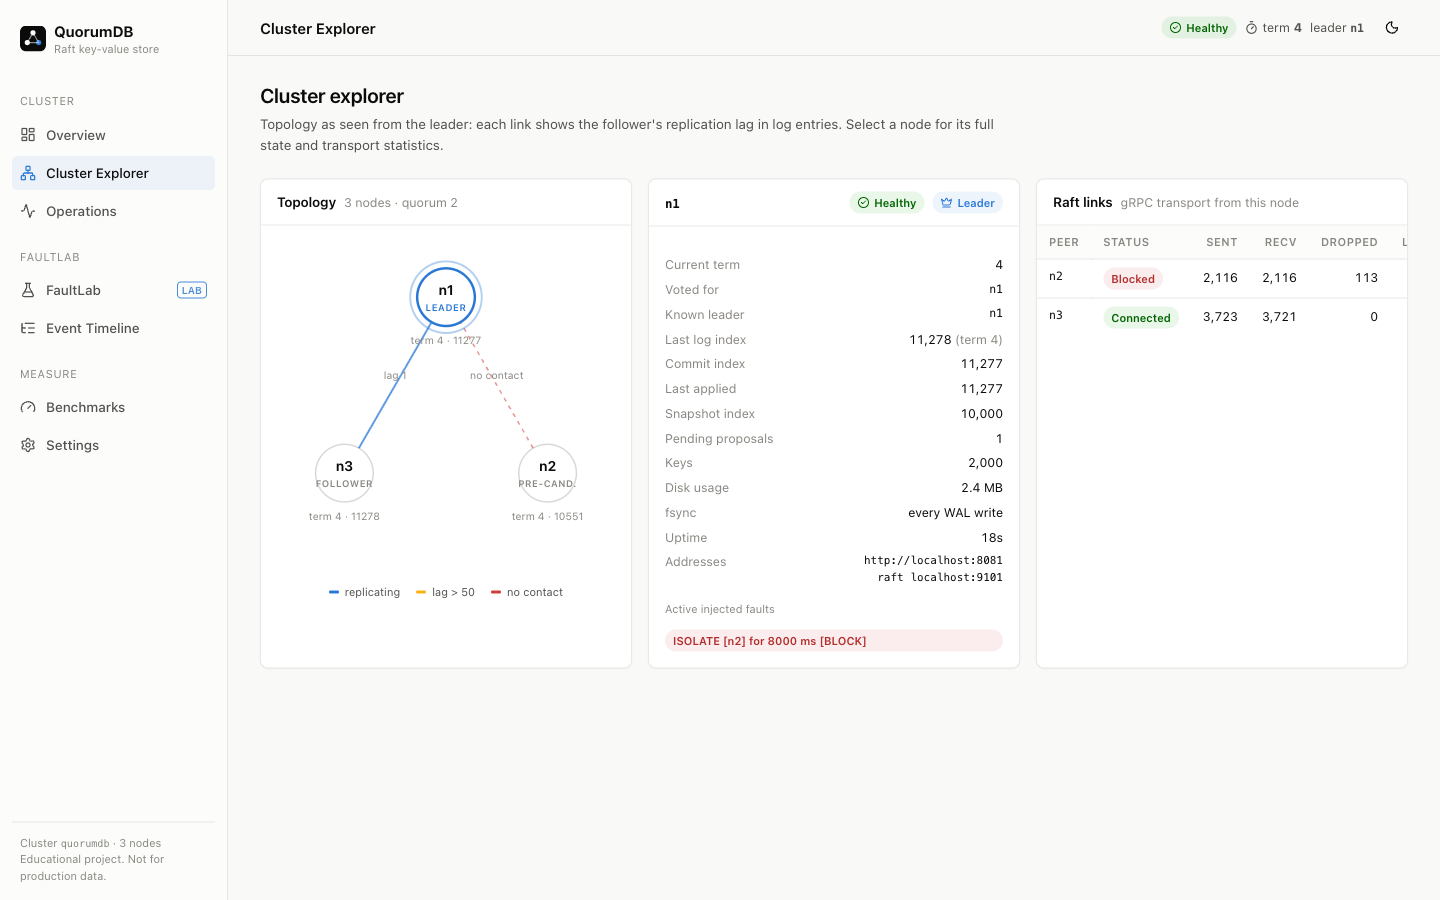 QuorumDB
Raft key-value store
CLUSTER
Overview
Cluster Explorer
Operations
FAULTLAB
FaultLab LAB
Event Timeline
MEASURE
Benchmarks
Settings
Cluster quorumdb · 3 nodes
Educational project. Not for
production data.
Cluster Explorer
Healthy term 4 leader n1
Cluster explorer
Topology as seen from the leader: each link shows the follower's replication lag in log entries. Select a node for its full
state and transport statistics.
Topology 3 nodes · quorum 2
n1
LEADER
term 4 · 11277
lag 1
no contact
n3
FOLLOWER
term 4 · 11278
n2
PRE-CAND.
term 4 · 10551
replicating lag > 50 no contact
n1 Healthy Leader
Current term 4
Voted for n1
Known leader n1
Last log index 11,278 (term 4)
Commit index 11,277
Last applied 11,277
Snapshot index 10,000
Pending proposals 1
Keys 2,000
Disk usage 2.4 MB
fsync every WAL write
Uptime 18s
Addresses http://localhost:8081
raft localhost:9101
Active injected faults
ISOLATE [n2] for 8000 ms [BLOCK]
Raft links gRPC transport from this node
PEER STATUS SENT RECV DROPPED
n2 Blocked 2,116 2,116 113
n3 Connected 3,723 3,721 0